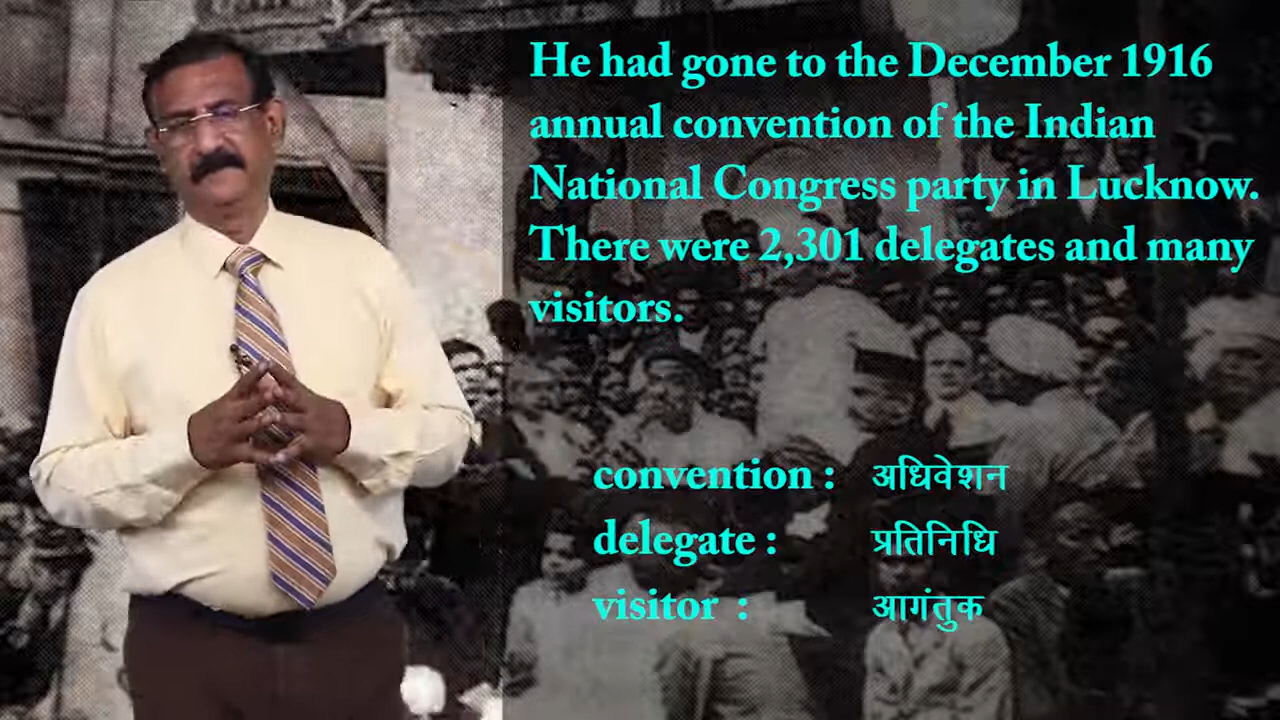 He had gone to the December 1916
annual convention of the Indian
National Congress party in Lucknow.
There were 2,301 delegates and many
visitors.
convention : अधिवेशन
delegate : प्रतिनिधि
visitor : आगंतुक